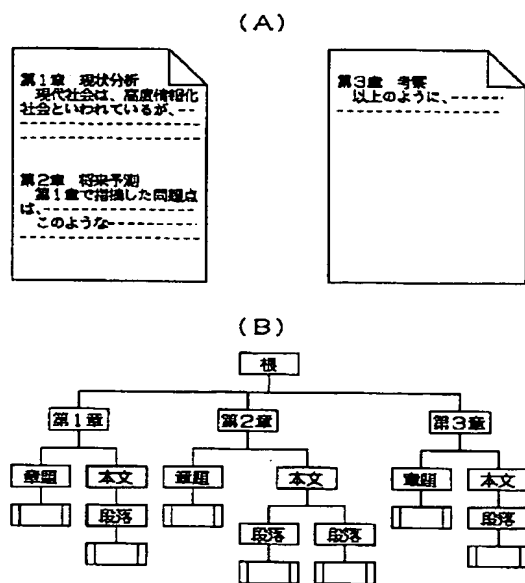 (A)
第1章 現状分析
現代社会は、高度情報化
社会といわれているが、
第2章 将来予測
第1章で指摘した問題点
は、
このような
第3章 考察
以上のように、
(B)
根
第1章 第2章 第3章
章題 本文 章題 本文 章題 本文
段落 段落 段落 段落